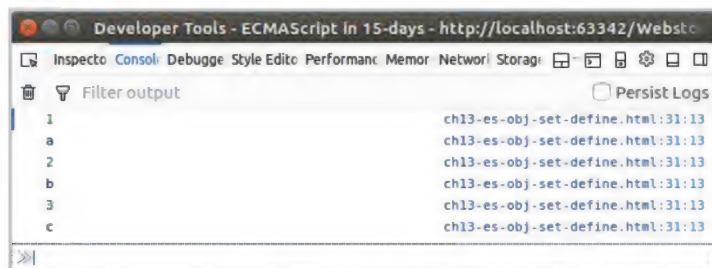 Developer Tools - ECMAScript in 15-days - http://localhost:63342/Websto
Inspecto Consol Debugge Style Edito Performanc Memor Networ Storag
Filter output Persist Logs
1 ch13-es-obj-set-define.html:31:13
a ch13-es-obj-set-define.html:31:13
2 ch13-es-obj-set-define.html:31:13
b ch13-es-obj-set-define.html:31:13
3 ch13-es-obj-set-define.html:31:13
c ch13-es-obj-set-define.html:31:13